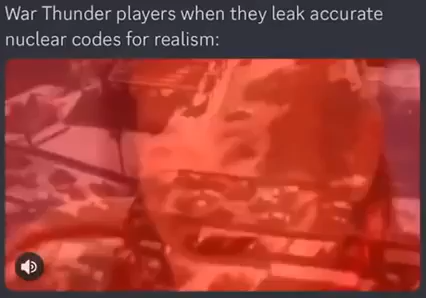 War Thunder players when they leak accurate
nuclear codes for realism: